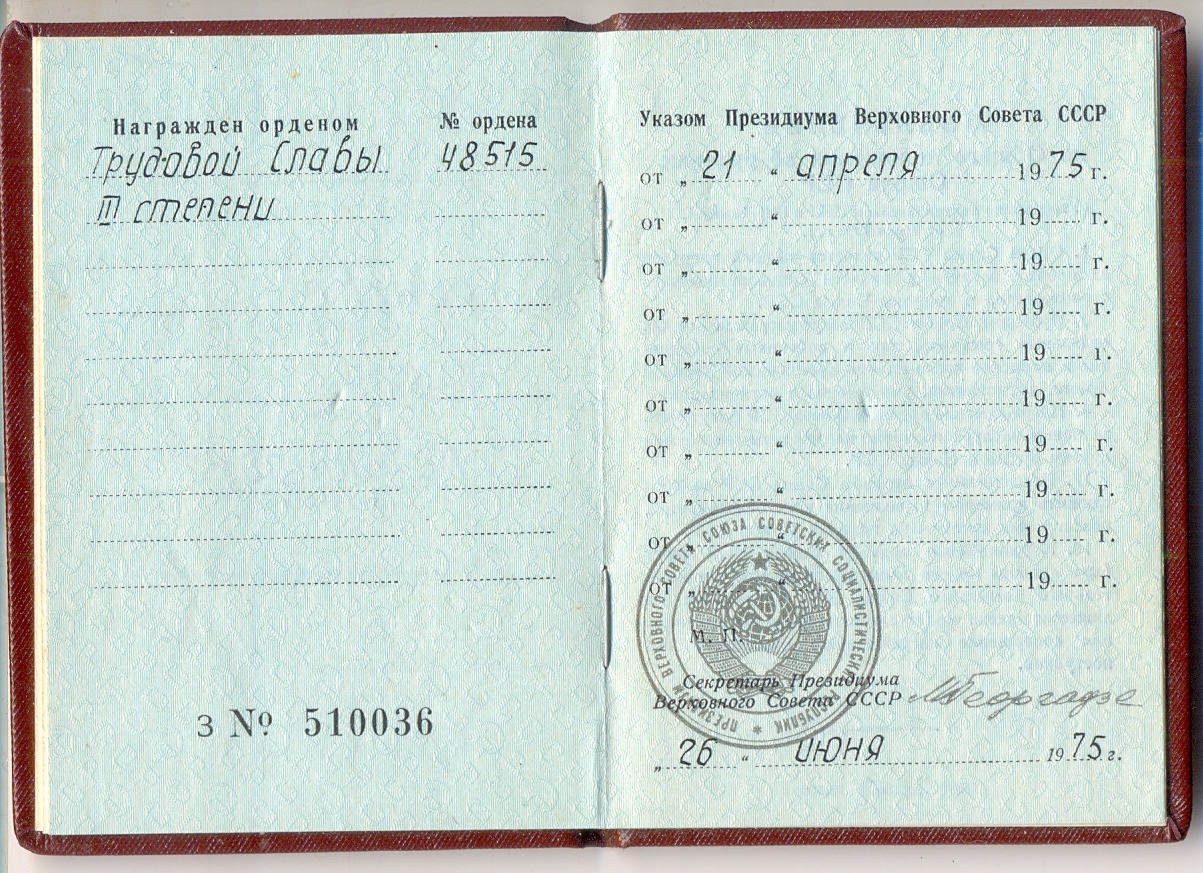 Награжден орденом
№ ордена
Трудовой Славы
48515
III степени
З № 510036
Указом Президиума Верховного Совета СССР
от „ 21 “ апреля 1975 г.
от „ “ 19 г.
от „ “ 19 г.
от „ “ 19 г.
от „ “ 19 г.
от „ “ 19 г.
от „ “ 19 г.
от „ “ 19 г.
от „ “ 19 г.
от „ “ 19 г.
ПРЕЗИДИУМ ВЕРХОВНОГО СОВЕТА СОЮЗА СОВЕТСКИХ СОЦИАЛИСТИЧЕСКИХ РЕСПУБЛИК
М. П.
Секретарь Президиума
Верховного Совета СССР МГеоргадзе
„ 26 “ июня 1975 г.